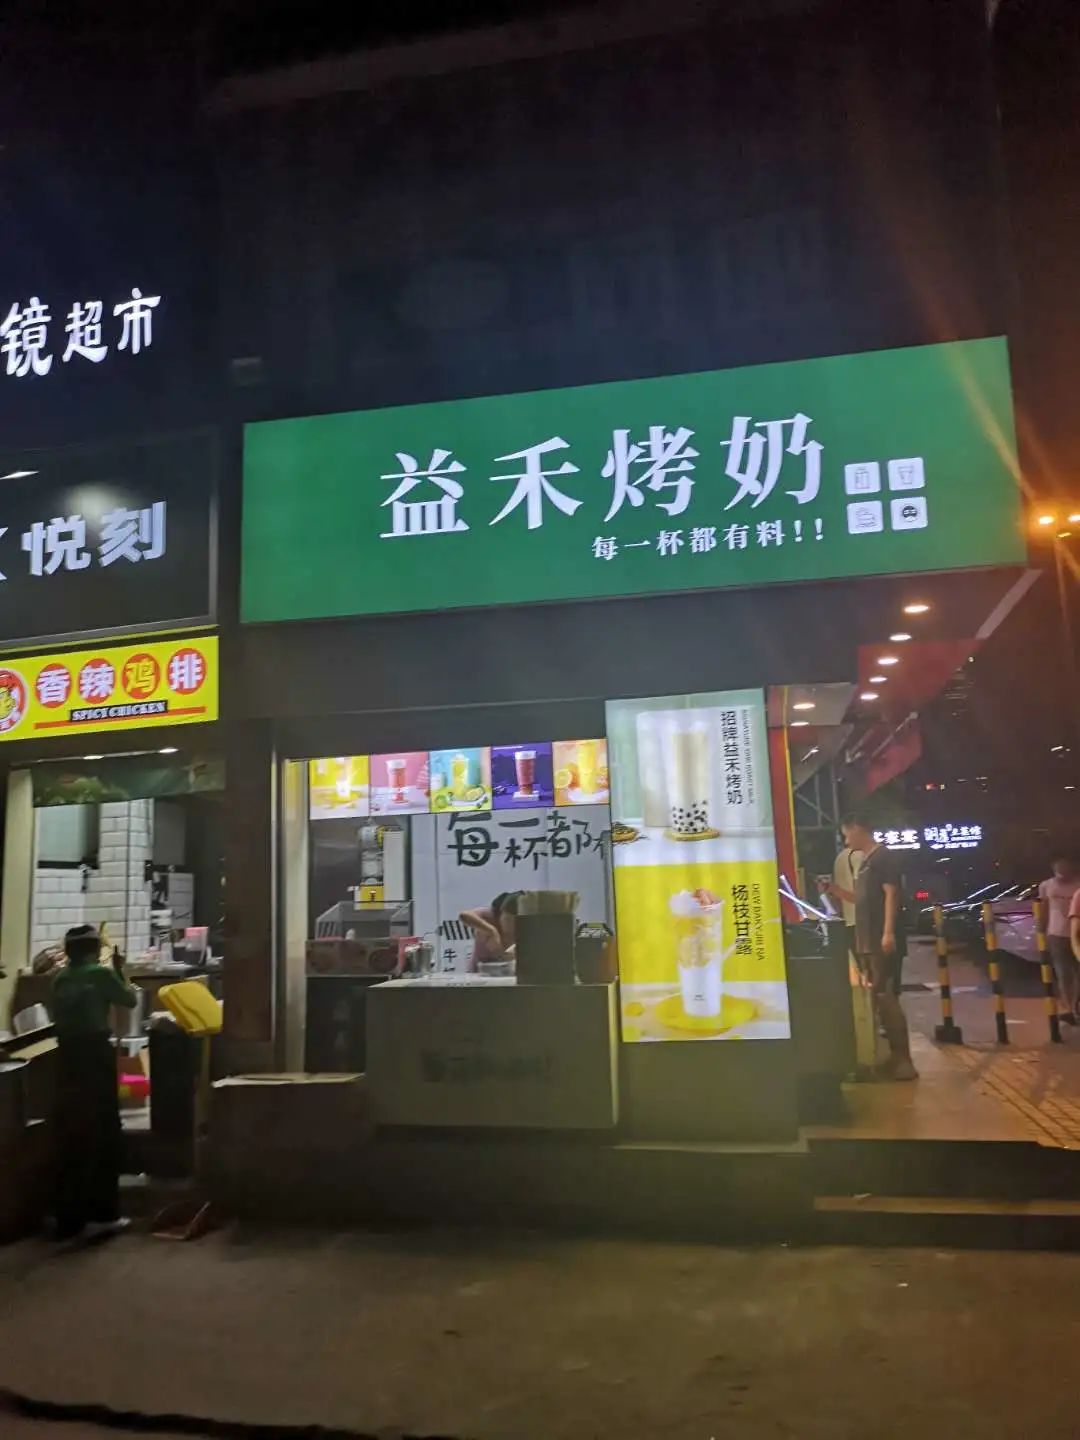 镜超市
悦刻
香辣鸡排
SPICY CHICKEN
益禾烤奶
每一杯都有料!!
招牌益禾烤奶
杨枝甘露
每一杯都
牛